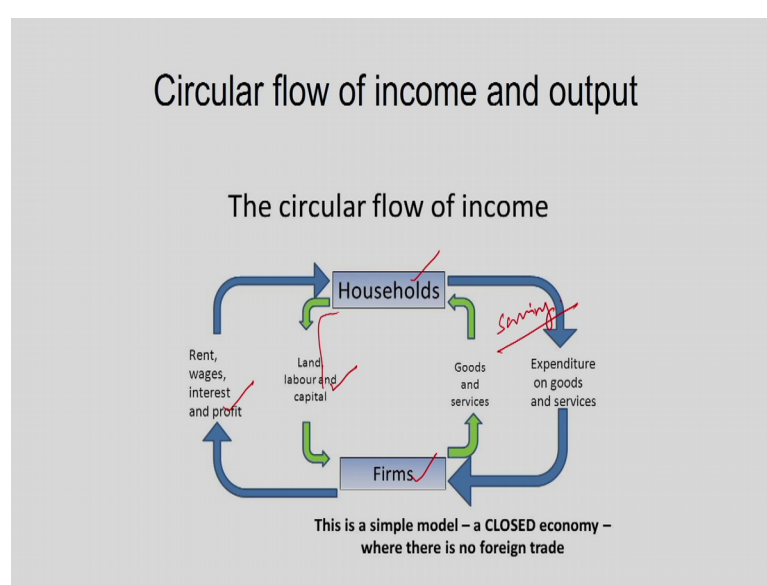 Circular flow of income and output
The circular flow of income
Households
Rent,
wages,
interest
and profit
Land,
labour and
capital
Goods
and
services
Expenditure
on goods
and services
Firms
This is a simple model – a CLOSED economy –
where there is no foreign trade